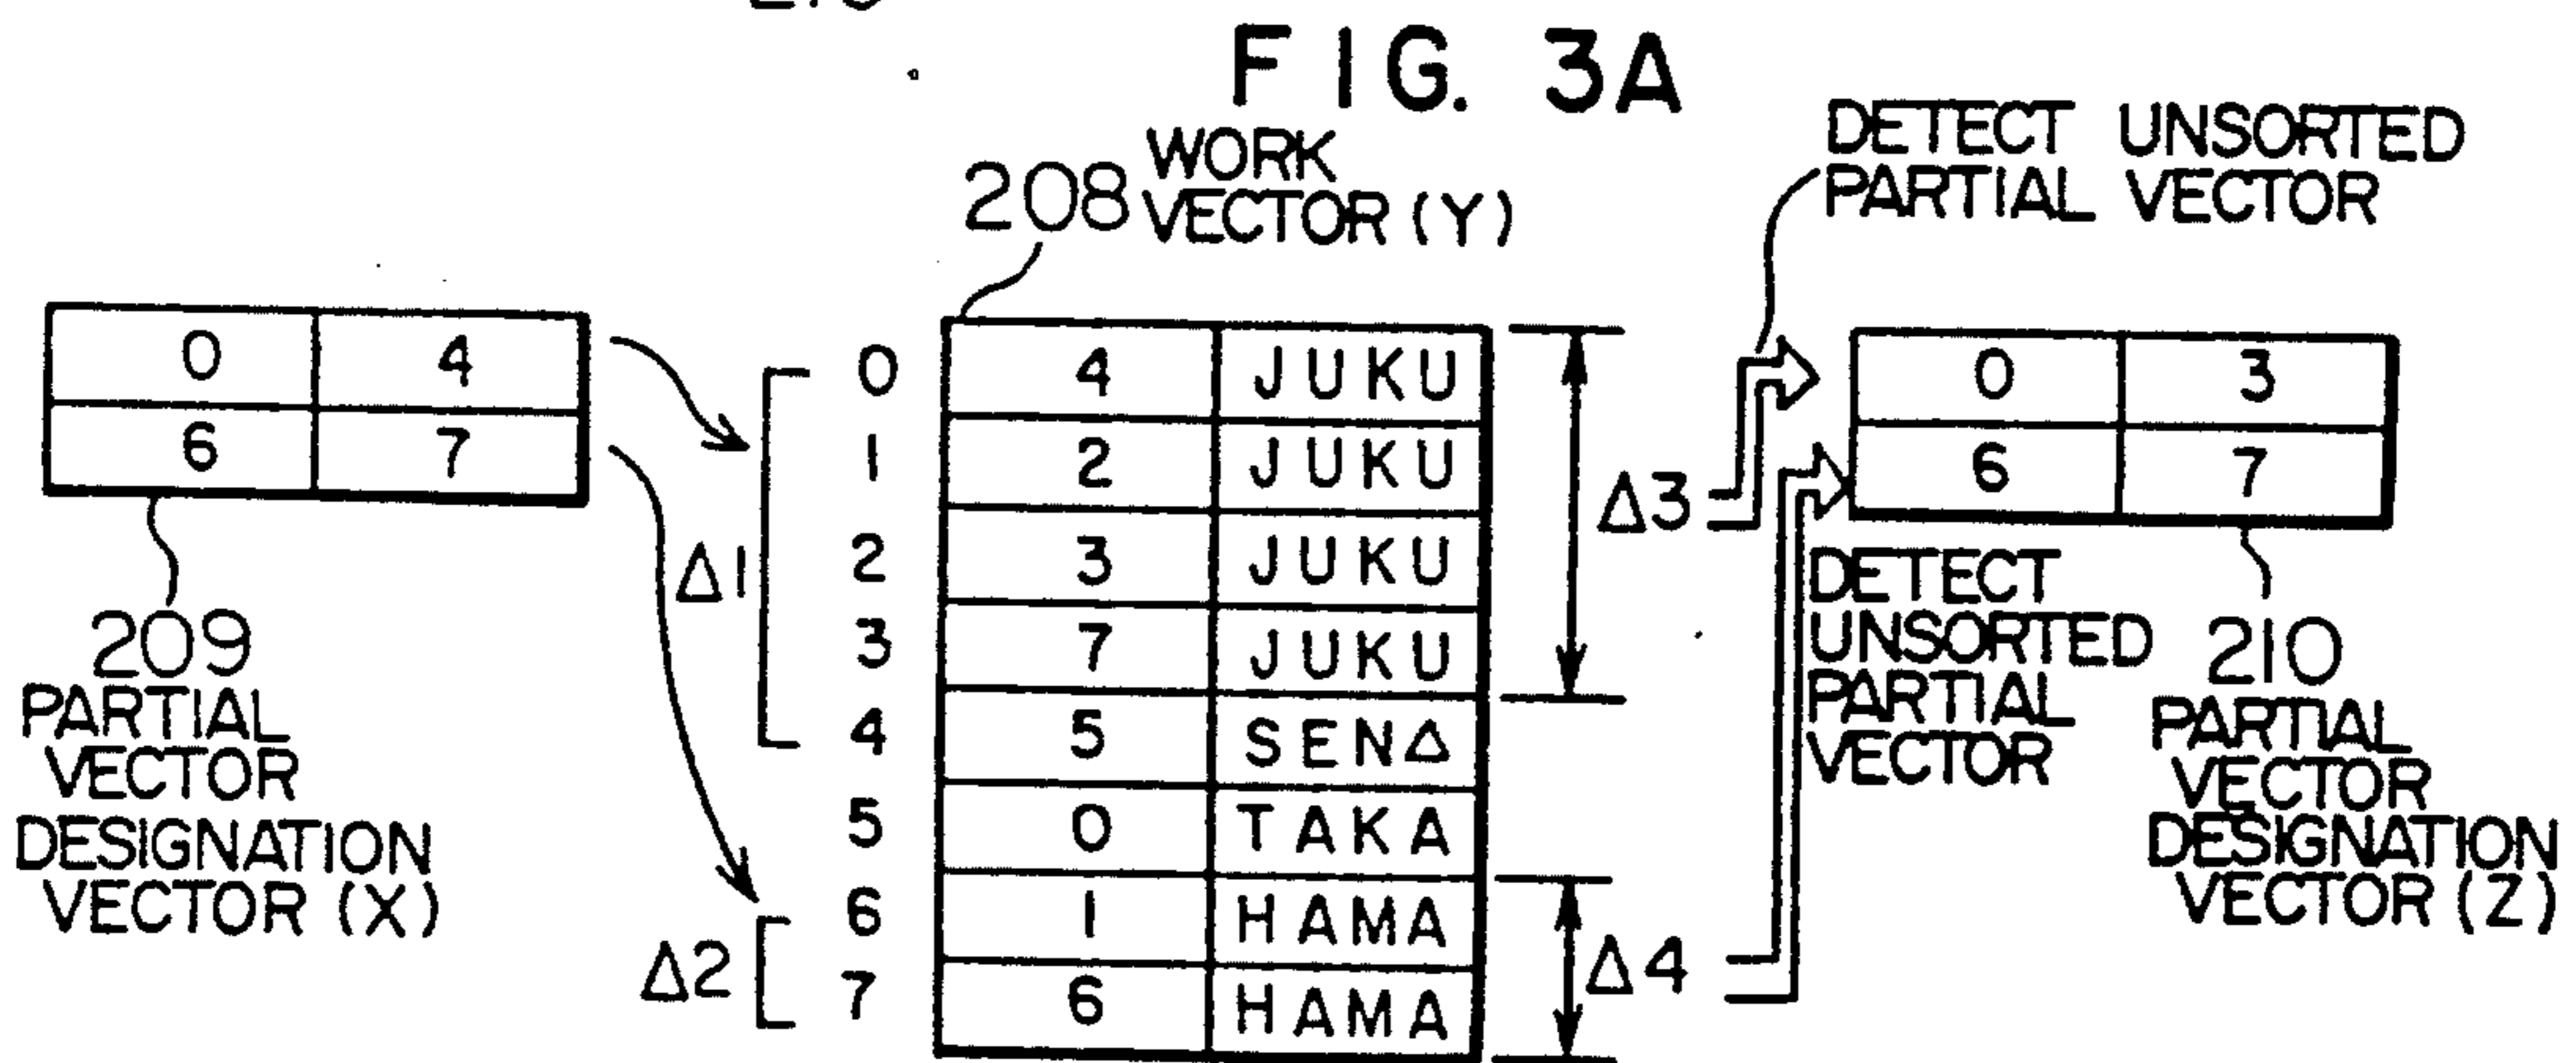 FIG. 3A
208 WORK
VECTOR (Y)
DETECT UNSORTED
PARTIAL VECTOR
0 4
6 7
209
PARTIAL
VECTOR
DESIGNATION
VECTOR (X)
Δ1
Δ2
0 4 JUKU
1 2 JUKU
2 3 JUKU
3 7 JUKU
4 5 SENΔ
5 0 TAKA
6 1 HAMA
7 6 HAMA
Δ3
Δ4
0 3
6 7
DETECT
UNSORTED
PARTIAL
VECTOR
210
PARTIAL
VECTOR
DESIGNATION
VECTOR (Z)